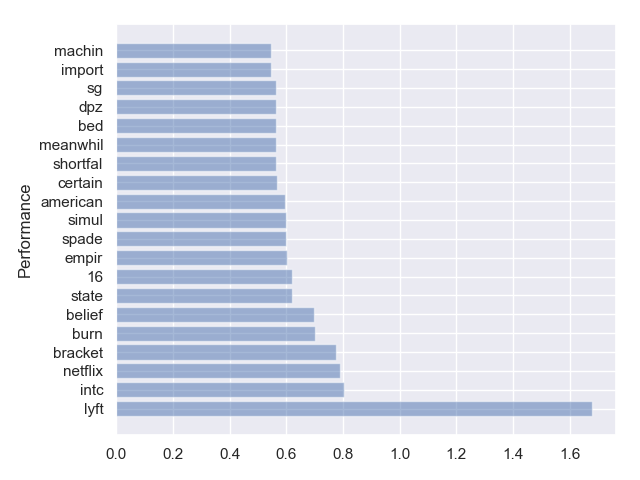 machin
import
sg
dpz
bed
meanwhil
shortfal
certain
american
simul
spade
empir
16
state
belief
burn
bracket
netflix
intc
lyft
Performance
0.0 0.2 0.4 0.6 0.8 1.0 1.2 1.4 1.6